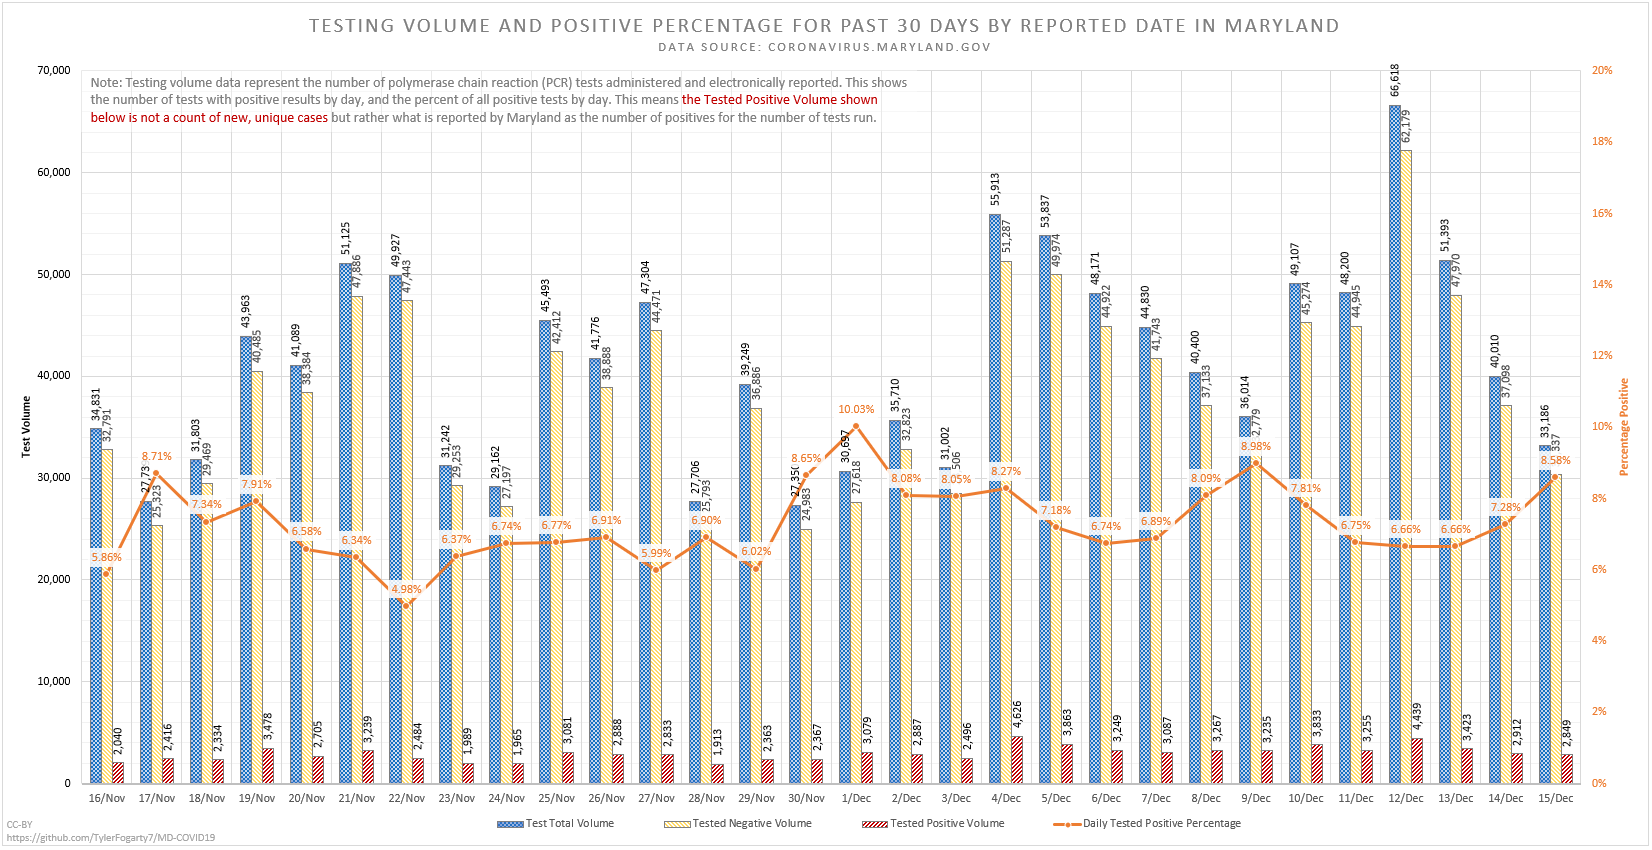 TESTING VOLUME AND POSITIVE PERCENTAGE FOR PAST 30 DAYS BY REPORTED DATE IN MARYLAND
DATA SOURCE: CORONAVIRUS.MARYLAND.GOV
Note: Testing volume data represent the number of polymerase chain reaction (PCR) tests administered and electronically reported. This shows
the number of tests with positive results by day, and the percent of all positive tests by day. This means the Tested Positive Volume shown
below is not a count of new, unique cases but rather what is reported by Maryland as the number of positives for the number of tests run.
Test Volume
70,000
60,000
50,000
40,000
30,000
20,000
10,000
0
Percentage Positive
20%
18%
16%
14%
12%
10%
8%
6%
4%
2%
0%
34,831 32,791 5.86% 2,040
25,323 8.71% 2,416
31,803 29,469 7.34% 2,334
43,963 40,485 7.91% 3,478
41,089 38,384 6.58% 2,705
51,125 47,886 6.34% 3,239
49,927 47,443 4.98% 2,484
31,242 29,253 6.37% 1,989
29,162 27,197 6.74% 1,965
45,493 42,412 6.77% 3,081
41,776 38,888 6.91% 2,888
47,304 44,471 5.99% 2,833
27,706 25,793 6.90% 1,913
39,249 36,886 6.02% 2,363
27,350 24,983 8.65% 2,367
30,697 27,618 10.03% 3,079
35,710 32,823 8.08% 2,887
31,002 506 8.05% 2,496
55,913 51,287 8.27% 4,626
53,837 49,974 7.18% 3,863
48,171 44,922 6.74% 3,249
44,830 41,743 6.89% 3,087
40,400 37,133 8.09% 3,267
36,014 2,779 8.98% 3,235
49,107 45,274 7.81% 3,833
48,200 44,945 6.75% 3,255
66,618 62,179 6.66% 4,439
51,393 47,970 6.66% 3,423
40,010 37,098 7.28% 2,912
33,186 337 8.58% 2,849
16/Nov 17/Nov 18/Nov 19/Nov 20/Nov 21/Nov 22/Nov 23/Nov 24/Nov 25/Nov 26/Nov 27/Nov 28/Nov 29/Nov 30/Nov 1/Dec 2/Dec 3/Dec 4/Dec 5/Dec 6/Dec 7/Dec 8/Dec 9/Dec 10/Dec 11/Dec 12/Dec 13/Dec 14/Dec 15/Dec
Test Total Volume Tested Negative Volume Tested Positive Volume Daily Tested Positive Percentage
CC-BY
https://github.com/TylerFogarty7/MD-COVID19